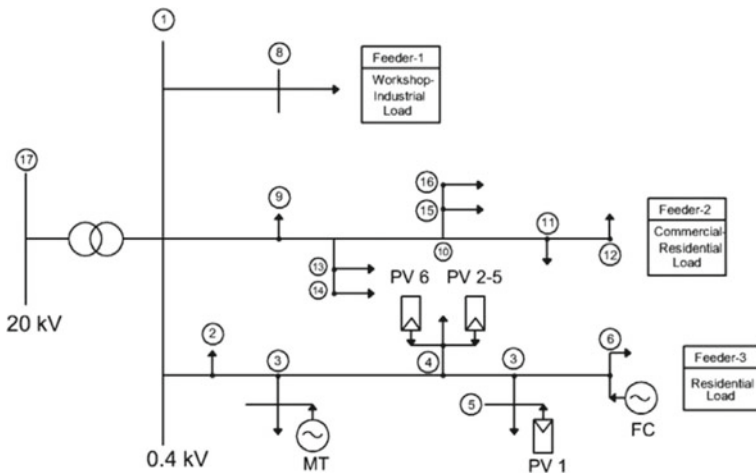 1
8
Feeder-1
Workshop-
Industrial
Load
17
16
9
15
11
Feeder-2
Commercial-
Residential
Load
10
12
13
14
PV 6
PV 2-5
20 kV
2
3
4
3
6
Feeder-3
Residential
Load
5
0.4 kV
MT
PV 1
FC